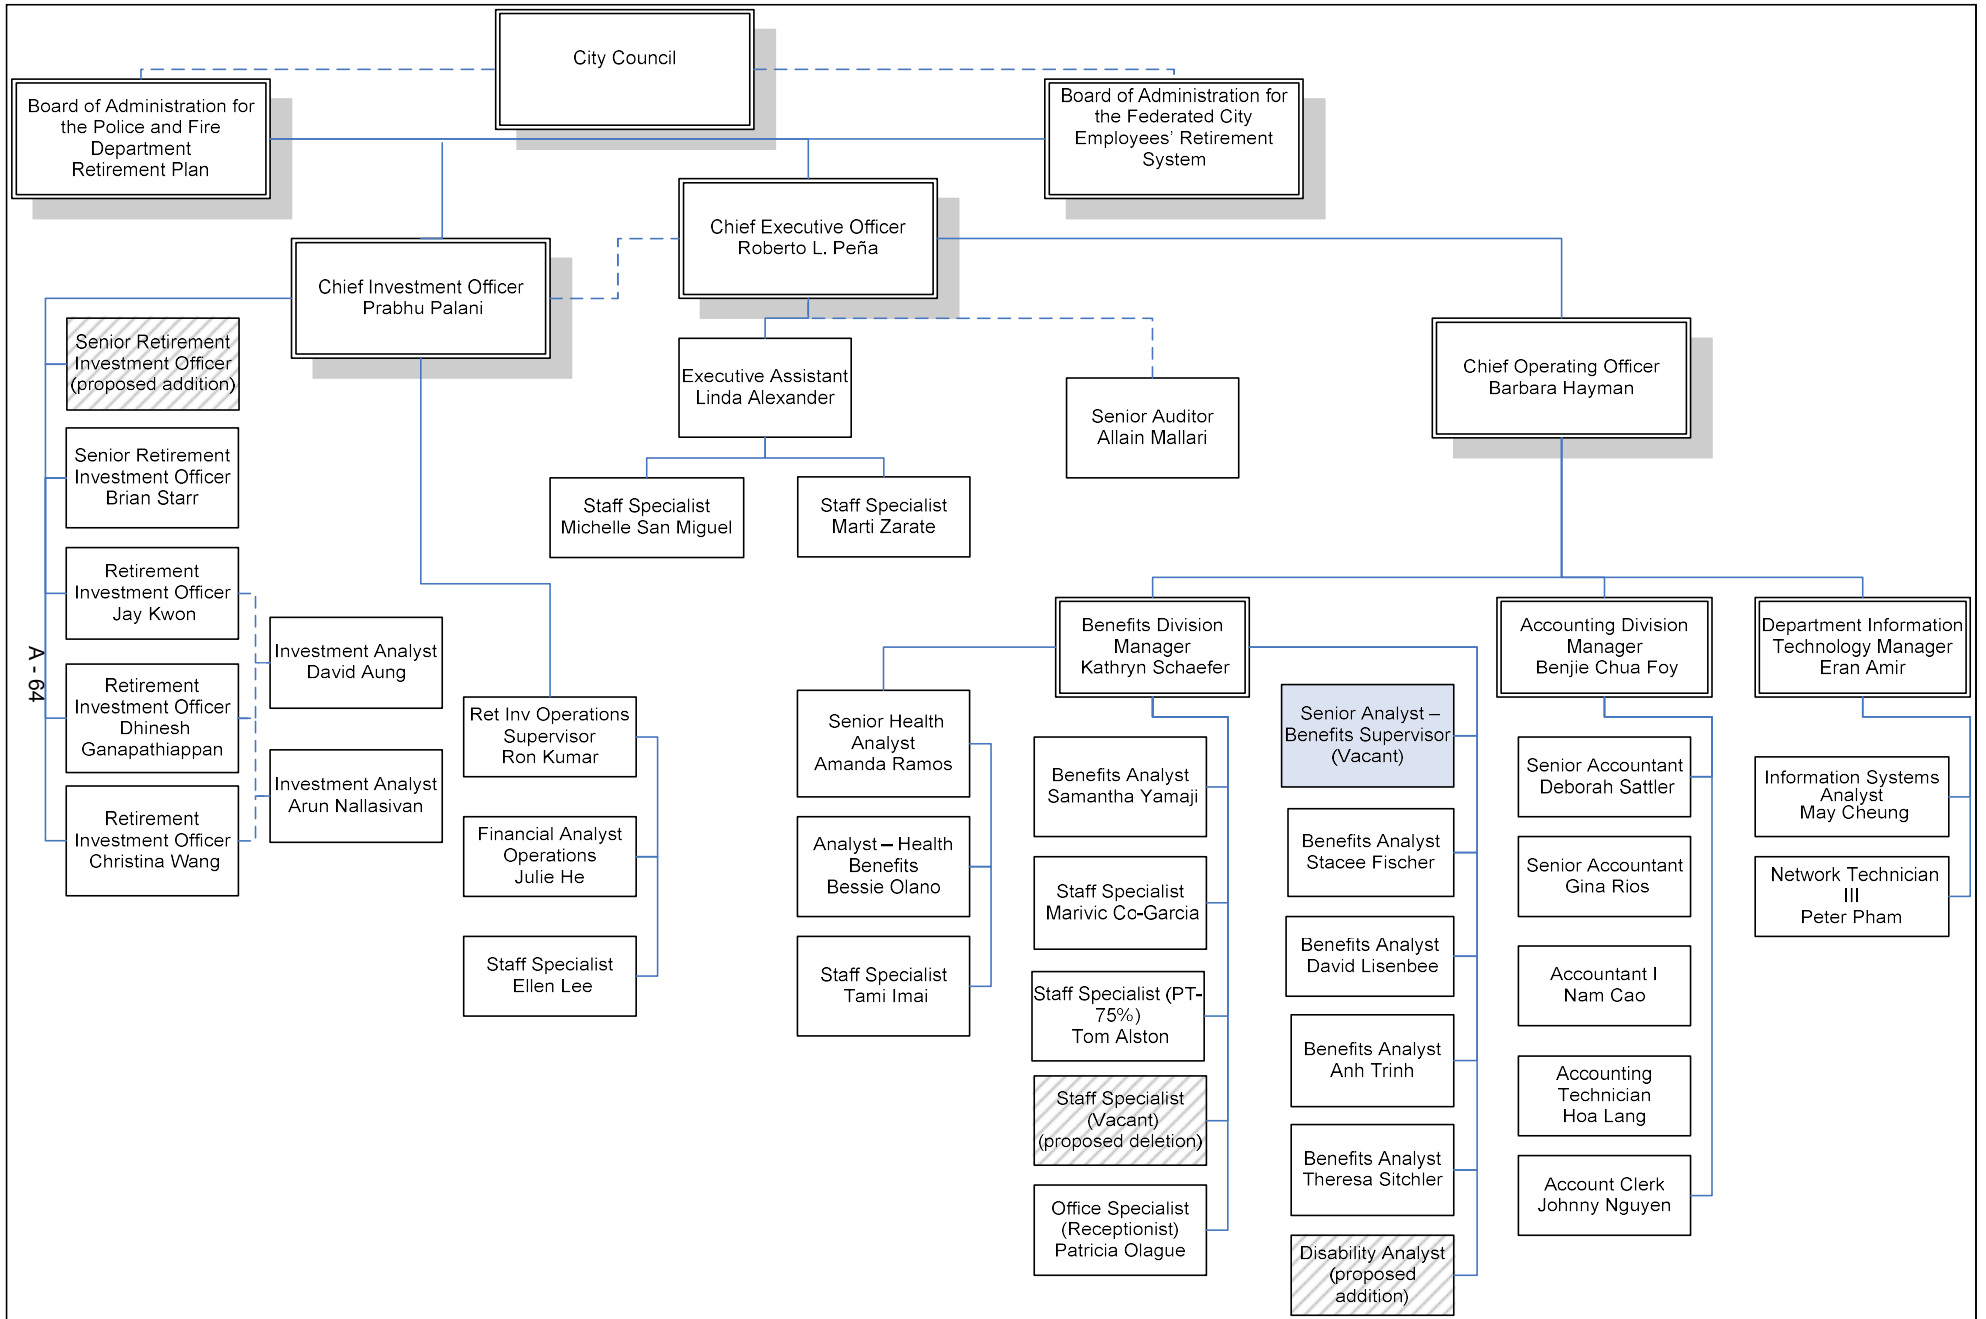 City Council
Board of Administration for
the Police and Fire
Department
Retirement Plan
Board of Administration for
the Federated City
Employees' Retirement
System
Chief Executive Officer
Roberto L. Peña
Chief Investment Officer
Prabhu Palani
Chief Operating Officer
Barbara Hayman
Executive Assistant
Linda Alexander
Senior Auditor
Allain Mallari
Staff Specialist
Michelle San Miguel
Staff Specialist
Marti Zarate
Senior Retirement
Investment Officer
(proposed addition)
Senior Retirement
Investment Officer
Brian Starr
Retirement
Investment Officer
Jay Kwon
Retirement
Investment Officer
Dhinesh
Ganapathiappan
Retirement
Investment Officer
Christina Wang
A - 64
Investment Analyst
David Aung
Investment Analyst
Arun Nallasivan
Ret Inv Operations
Supervisor
Ron Kumar
Financial Analyst
Operations
Julie He
Staff Specialist
Ellen Lee
Benefits Division
Manager
Kathryn Schaefer
Senior Health
Analyst
Amanda Ramos
Analyst – Health
Benefits
Bessie Olano
Staff Specialist
Tami Imai
Benefits Analyst
Samantha Yamaji
Staff Specialist
Marivic Co-Garcia
Staff Specialist (PT-
75%)
Tom Alston
Staff Specialist
(Vacant)
(proposed deletion)
Office Specialist
(Receptionist)
Patricia Olague
Senior Analyst –
Benefits Supervisor
(Vacant)
Benefits Analyst
Stacee Fischer
Benefits Analyst
David Lisenbee
Benefits Analyst
Anh Trinh
Benefits Analyst
Theresa Sitchler
Disability Analyst
(proposed
addition)
Accounting Division
Manager
Benjie Chua Foy
Senior Accountant
Deborah Sattler
Senior Accountant
Gina Rios
Accountant I
Nam Cao
Accounting
Technician
Hoa Lang
Account Clerk
Johnny Nguyen
Department Information
Technology Manager
Eran Amir
Information Systems
Analyst
May Cheung
Network Technician
III
Peter Pham